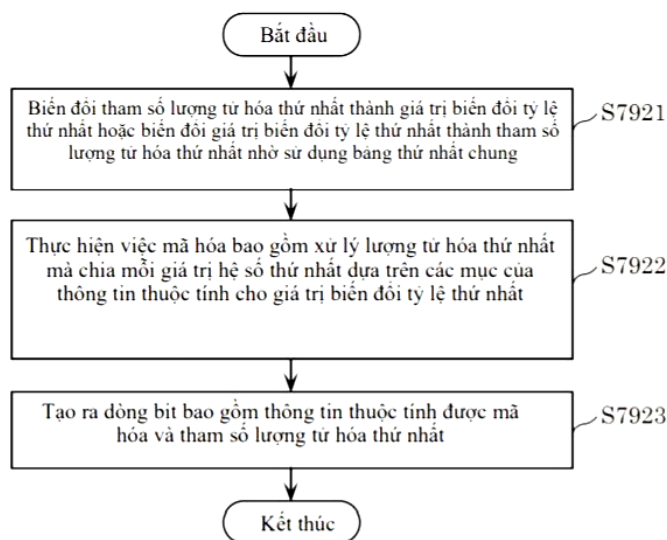 Bắt đầu
Biến đổi tham số lượng tử hóa thứ nhất thành giá trị biến đổi tỷ lệ
thứ nhất hoặc biến đổi giá trị biến đổi tỷ lệ thứ nhất thành tham số
lượng tử hóa thứ nhất nhờ sử dụng bảng thứ nhất chung
S7921
Thực hiện việc mã hóa bao gồm xử lý lượng tử hóa thứ nhất
mà chia mỗi giá trị hệ số thứ nhất dựa trên các mục của
thông tin thuộc tính cho giá trị biến đổi tỷ lệ thứ nhất
S7922
Tạo ra dòng bit bao gồm thông tin thuộc tính được mã
hóa và tham số lượng tử hóa thứ nhất
S7923
Kết thúc